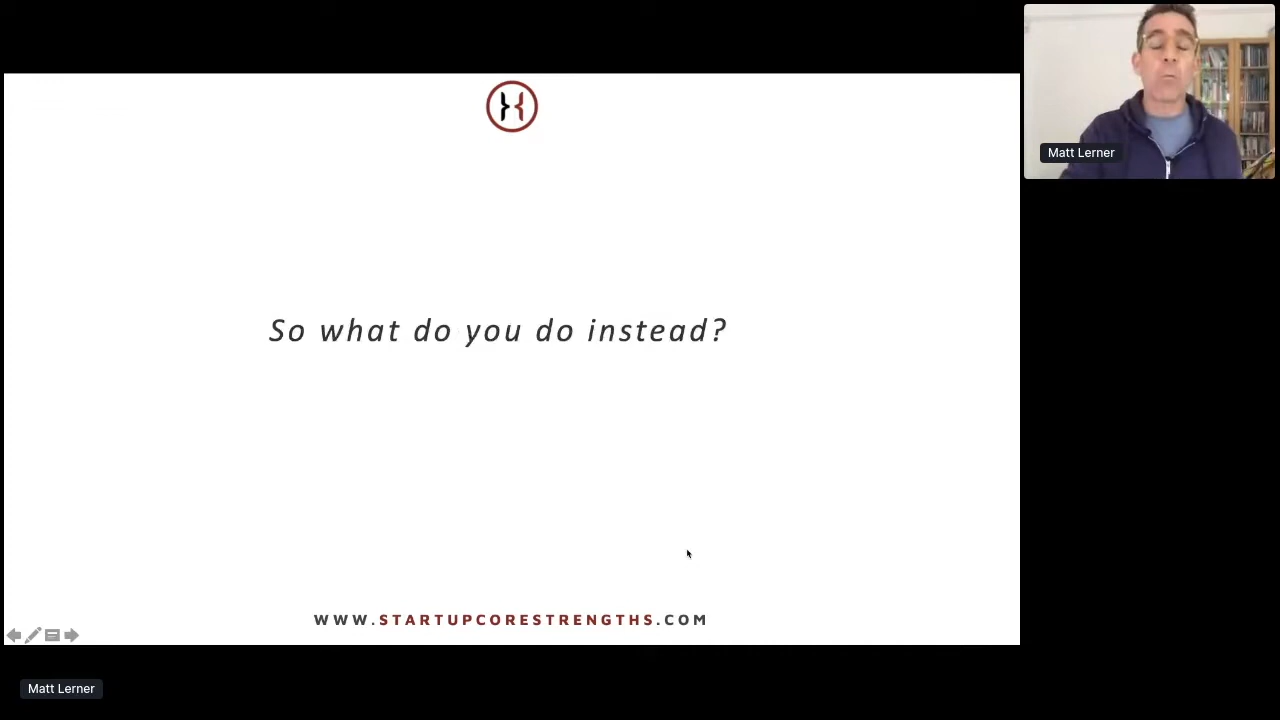 Matt Lerner
So what do you do instead?
WWW.STARTUPCORESTRENGTHS.COM
Matt Lerner